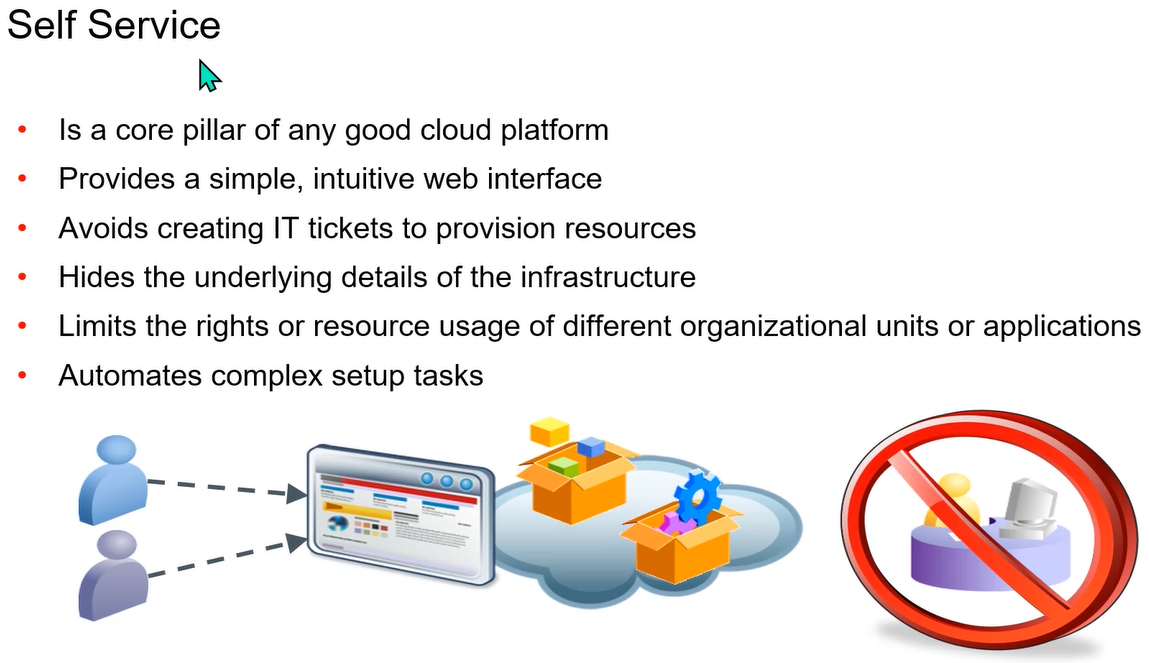 Self Service
• Is a core pillar of any good cloud platform
• Provides a simple, intuitive web interface
• Avoids creating IT tickets to provision resources
• Hides the underlying details of the infrastructure
• Limits the rights or resource usage of different organizational units or applications
• Automates complex setup tasks